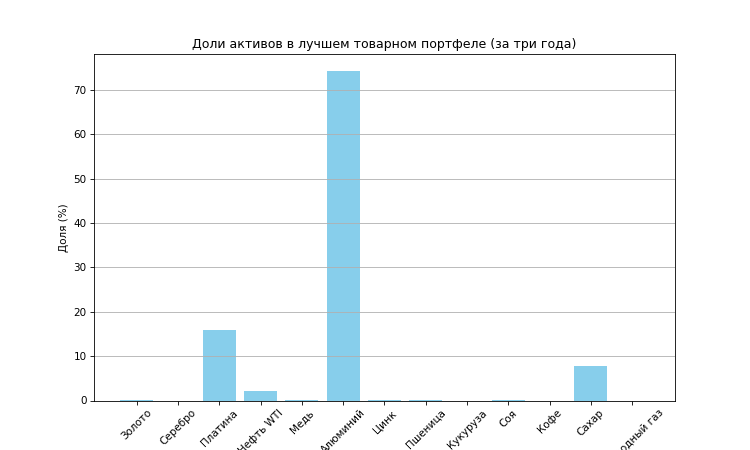 Доли активов в лучшем товарном портфеле (за три года)
Доля (%)
70
60
50
40
30
20
10
0
Золото
Серебро
Платина
Нефть WTI
Медь
Алюминий
Цинк
Пшеница
Кукуруза
Соя
Кофе
Сахар
газ